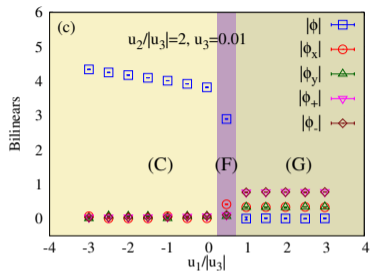 (c)
u₂/|u₃|=2, u₃=0.01
|ϕ|
|ϕₓ|
|ϕᵧ|
|ϕ₊|
|ϕ₋|
(C) (F) (G)
Bilinears
6
5
4
3
2
1
0
-4 -3 -2 -1 0 1 2 3 4
u₁/|u₃|